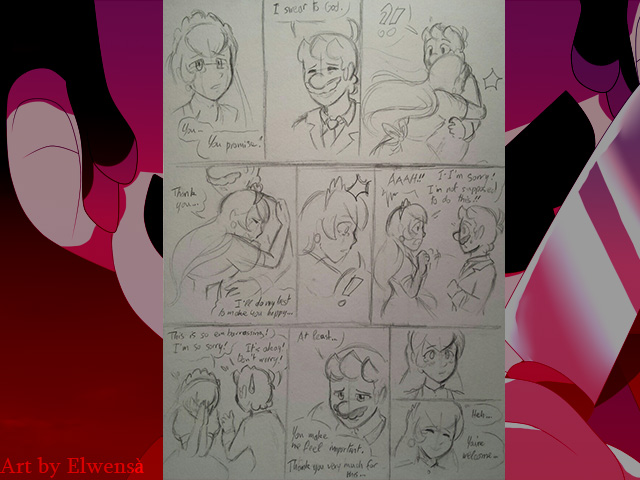 I swear to God.
You...
You promise?
?!
Thank
you...
I'll do my best
to make you happy...
!
AAAH!!
I-I'm sorry!
I'm not supposed
to do this!!
This is so embarrassing!
I'm so sorry!
It's okay!
Don't worry!
At least...
You make
me feel important.
Thank you very much for
this...
Heh...
You're
welcome...
Art by Elwensà